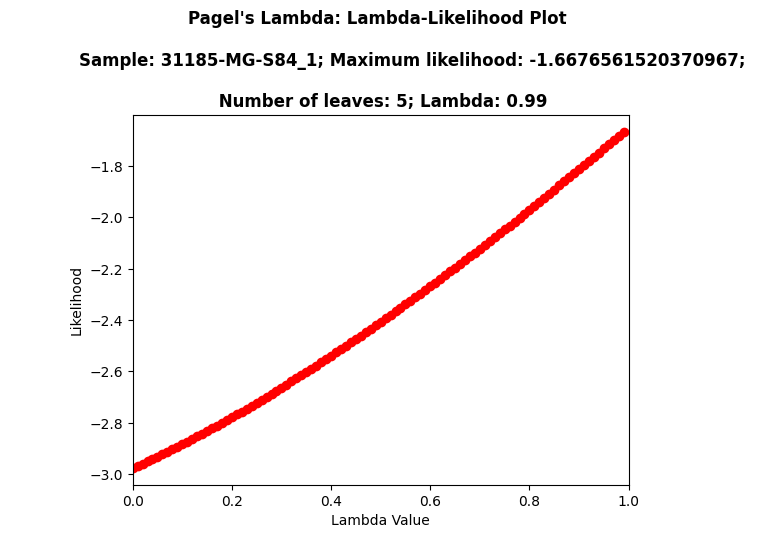 Pagel's Lambda: Lambda-Likelihood Plot
Sample: 31185-MG-S84_1; Maximum likelihood: -1.6676561520370967;
Number of leaves: 5; Lambda: 0.99
−1.8
−2.0
−2.2
−2.4
−2.6
−2.8
−3.0
Likelihood
0.0 0.2 0.4 0.6 0.8 1.0
Lambda Value